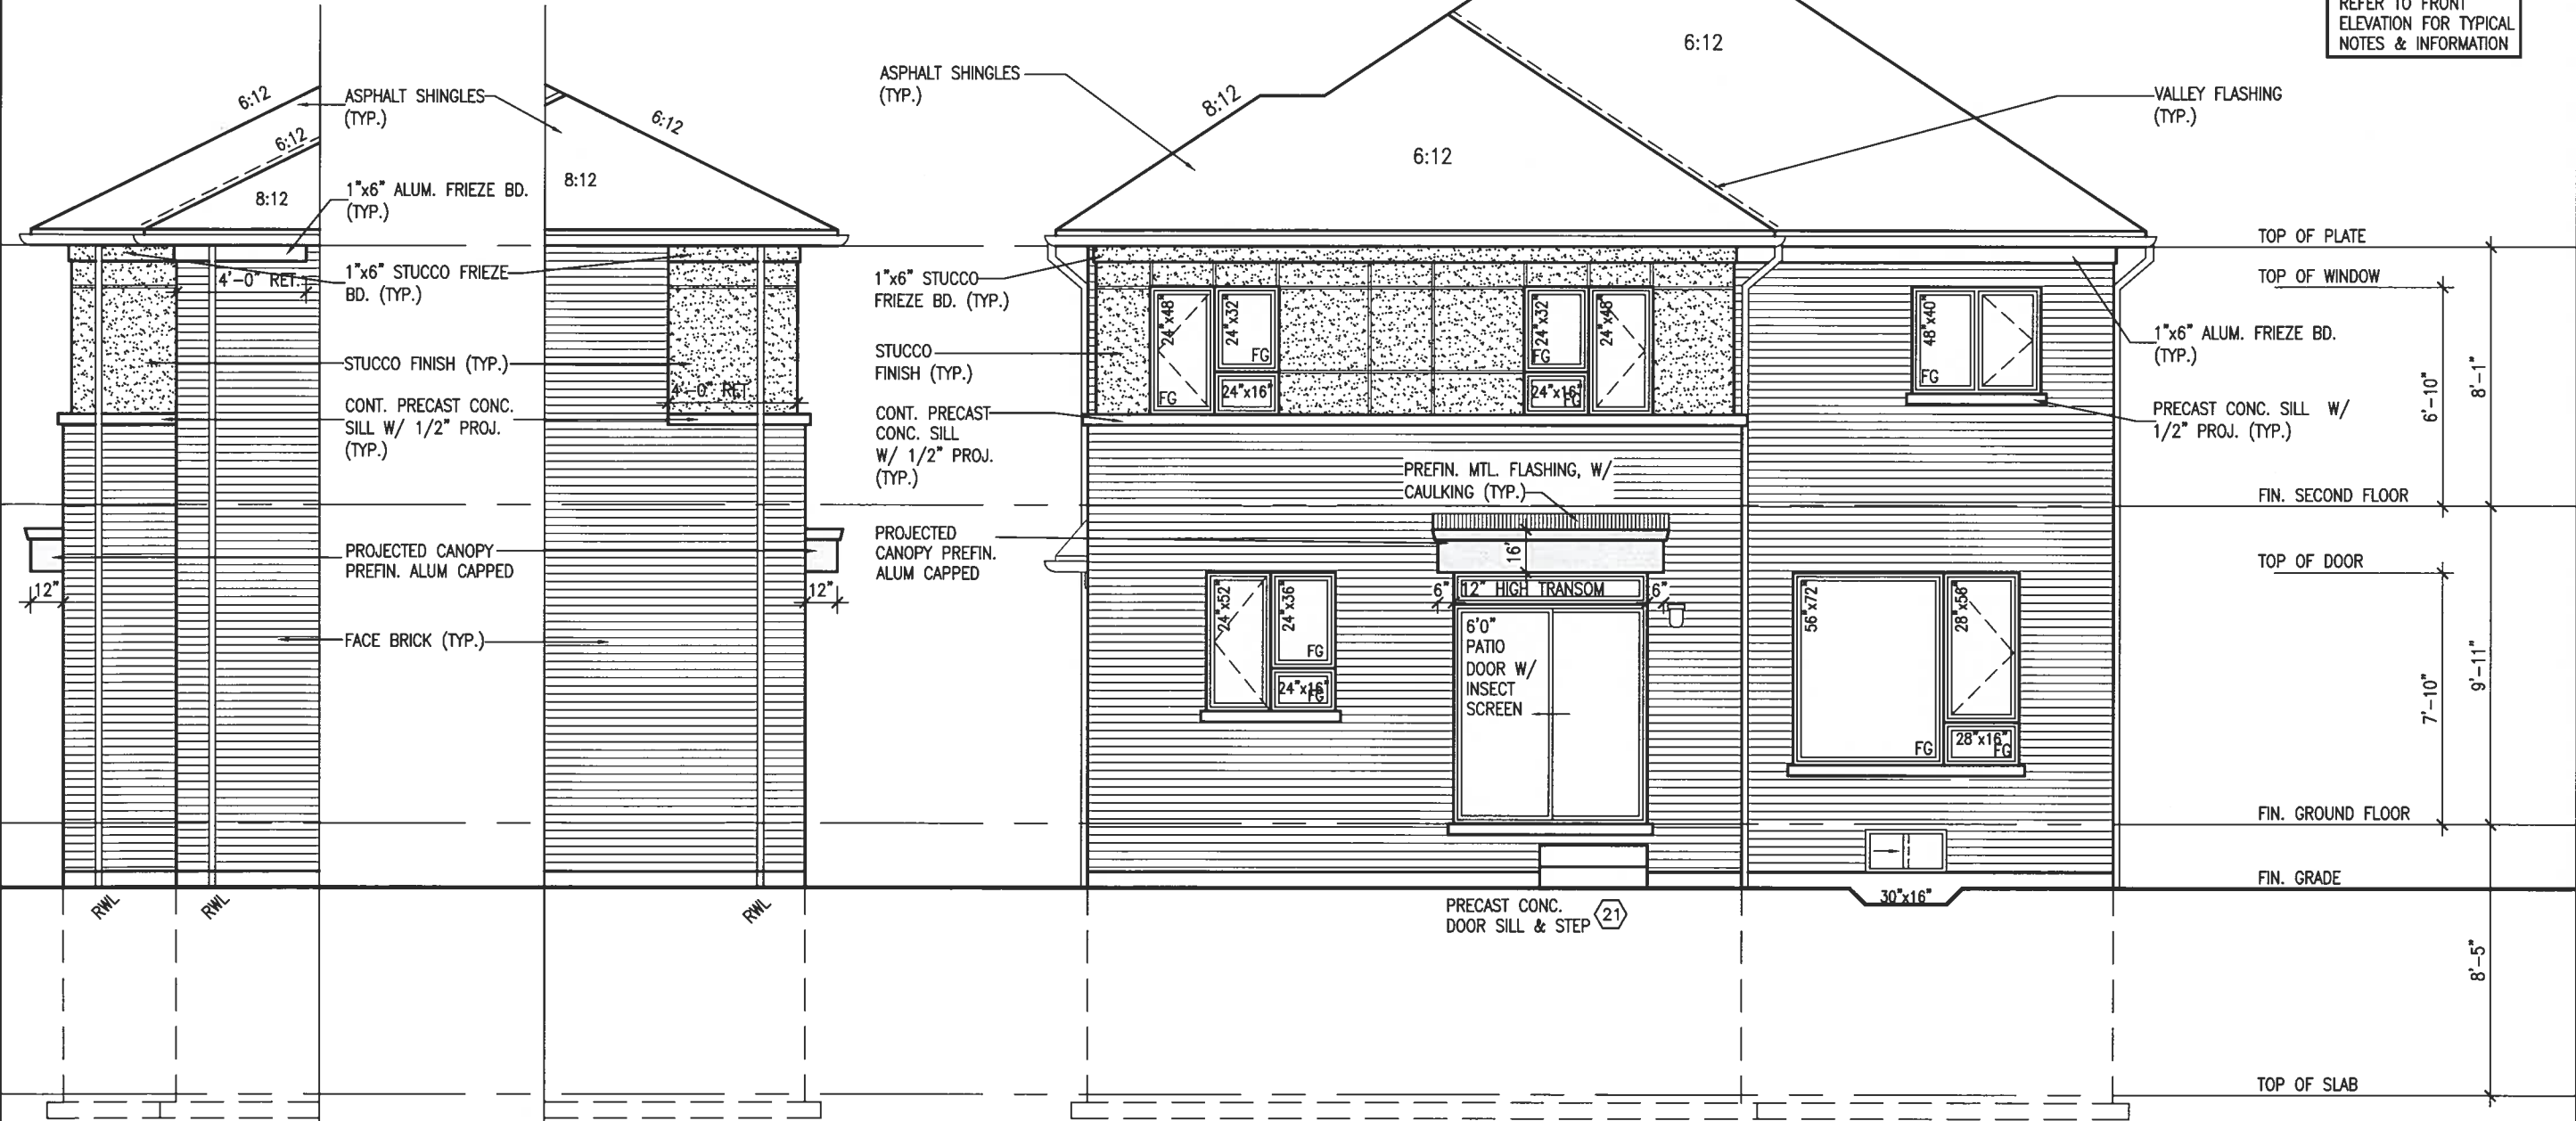 REFER TO FRONT
ELEVATION FOR TYPICAL
NOTES & INFORMATION
6:12
6:12
ASPHALT SHINGLES
(TYP.)
6:12
8:12
8:12
1"x6" ALUM. FRIEZE BD.
(TYP.)
4'-0" RET.
1"x6" STUCCO FRIEZE
BD. (TYP.)
STUCCO FINISH (TYP.)
4'-0" RET.
CONT. PRECAST CONC.
SILL W/ 1/2" PROJ.
(TYP.)
PROJECTED CANOPY
PREFIN. ALUM CAPPED
12"
12"
FACE BRICK (TYP.)
RWL
RWL
RWL
ASPHALT SHINGLES
(TYP.)
8:12
6:12
6:12
VALLEY FLASHING
(TYP.)
1"x6" STUCCO
FRIEZE BD. (TYP.)
STUCCO
FINISH (TYP.)
CONT. PRECAST
CONC. SILL
W/ 1/2" PROJ.
(TYP.)
PROJECTED
CANOPY PREFIN.
ALUM CAPPED
24"x48"
FG
24"x32"
FG
24"x16"
24"x32"
FG
24"x16"
FG
24"x48"
48"x40"
FG
PREFIN. MTL. FLASHING, W/
CAULKING (TYP.)
16"
6"
12" HIGH TRANSOM
6"
24"x52"
24"x36"
FG
24"x16"
FG
6'0"
PATIO
DOOR W/
INSECT
SCREEN
56"x72"
FG
28"x56"
28"x16"
FG
PRECAST CONC.
DOOR SILL & STEP
21
30"x16"
TOP OF PLATE
TOP OF WINDOW
1"x6" ALUM. FRIEZE BD.
(TYP.)
PRECAST CONC. SILL W/
1/2" PROJ. (TYP.)
6'-10"
8'-1"
FIN. SECOND FLOOR
TOP OF DOOR
7'-10"
9'-11"
FIN. GROUND FLOOR
FIN. GRADE
8'-5"
TOP OF SLAB